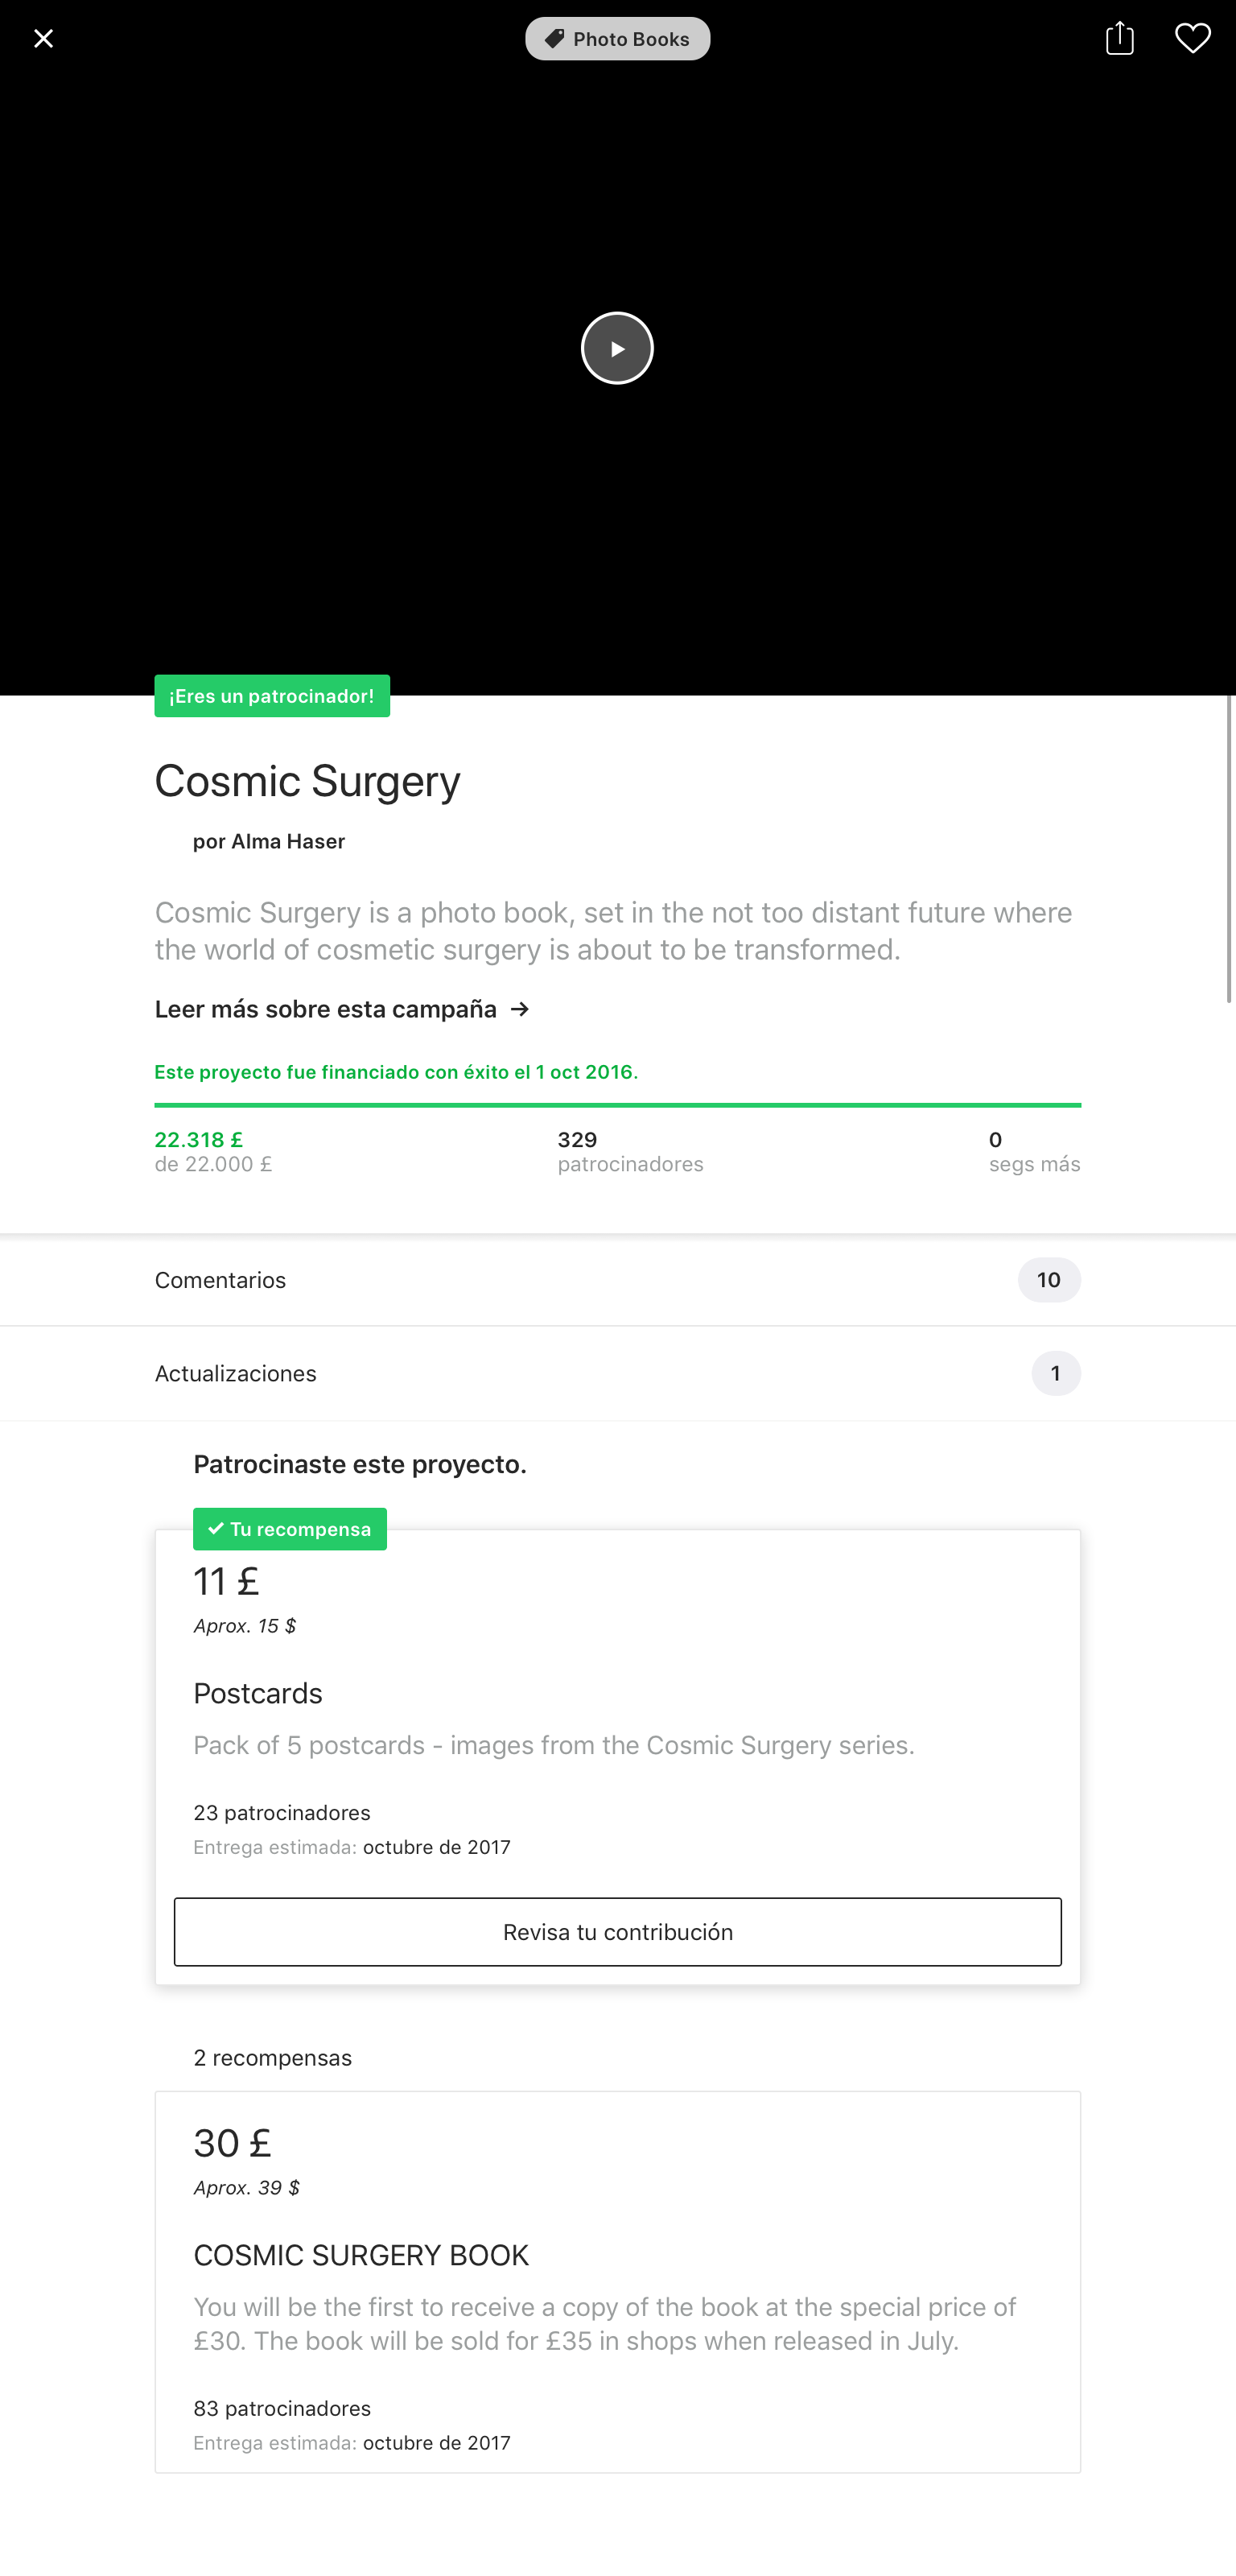 Photo Books
¡Eres un patrocinador!
Cosmic Surgery
por Alma Haser
Cosmic Surgery is a photo book, set in the not too distant future where
the world of cosmetic surgery is about to be transformed.
Leer más sobre esta campaña →
Este proyecto fue financiado con éxito el 1 oct 2016.
22.318 £
de 22.000 £
329
patrocinadores
0
segs más
Comentarios
10
Actualizaciones
1
Patrocinaste este proyecto.
✓ Tu recompensa
11 £
Aprox. 15 $
Postcards
Pack of 5 postcards - images from the Cosmic Surgery series.
23 patrocinadores
Entrega estimada: octubre de 2017
Revisa tu contribución
2 recompensas
30 £
Aprox. 39 $
COSMIC SURGERY BOOK
You will be the first to receive a copy of the book at the special price of
£30. The book will be sold for £35 in shops when released in July.
83 patrocinadores
Entrega estimada: octubre de 2017